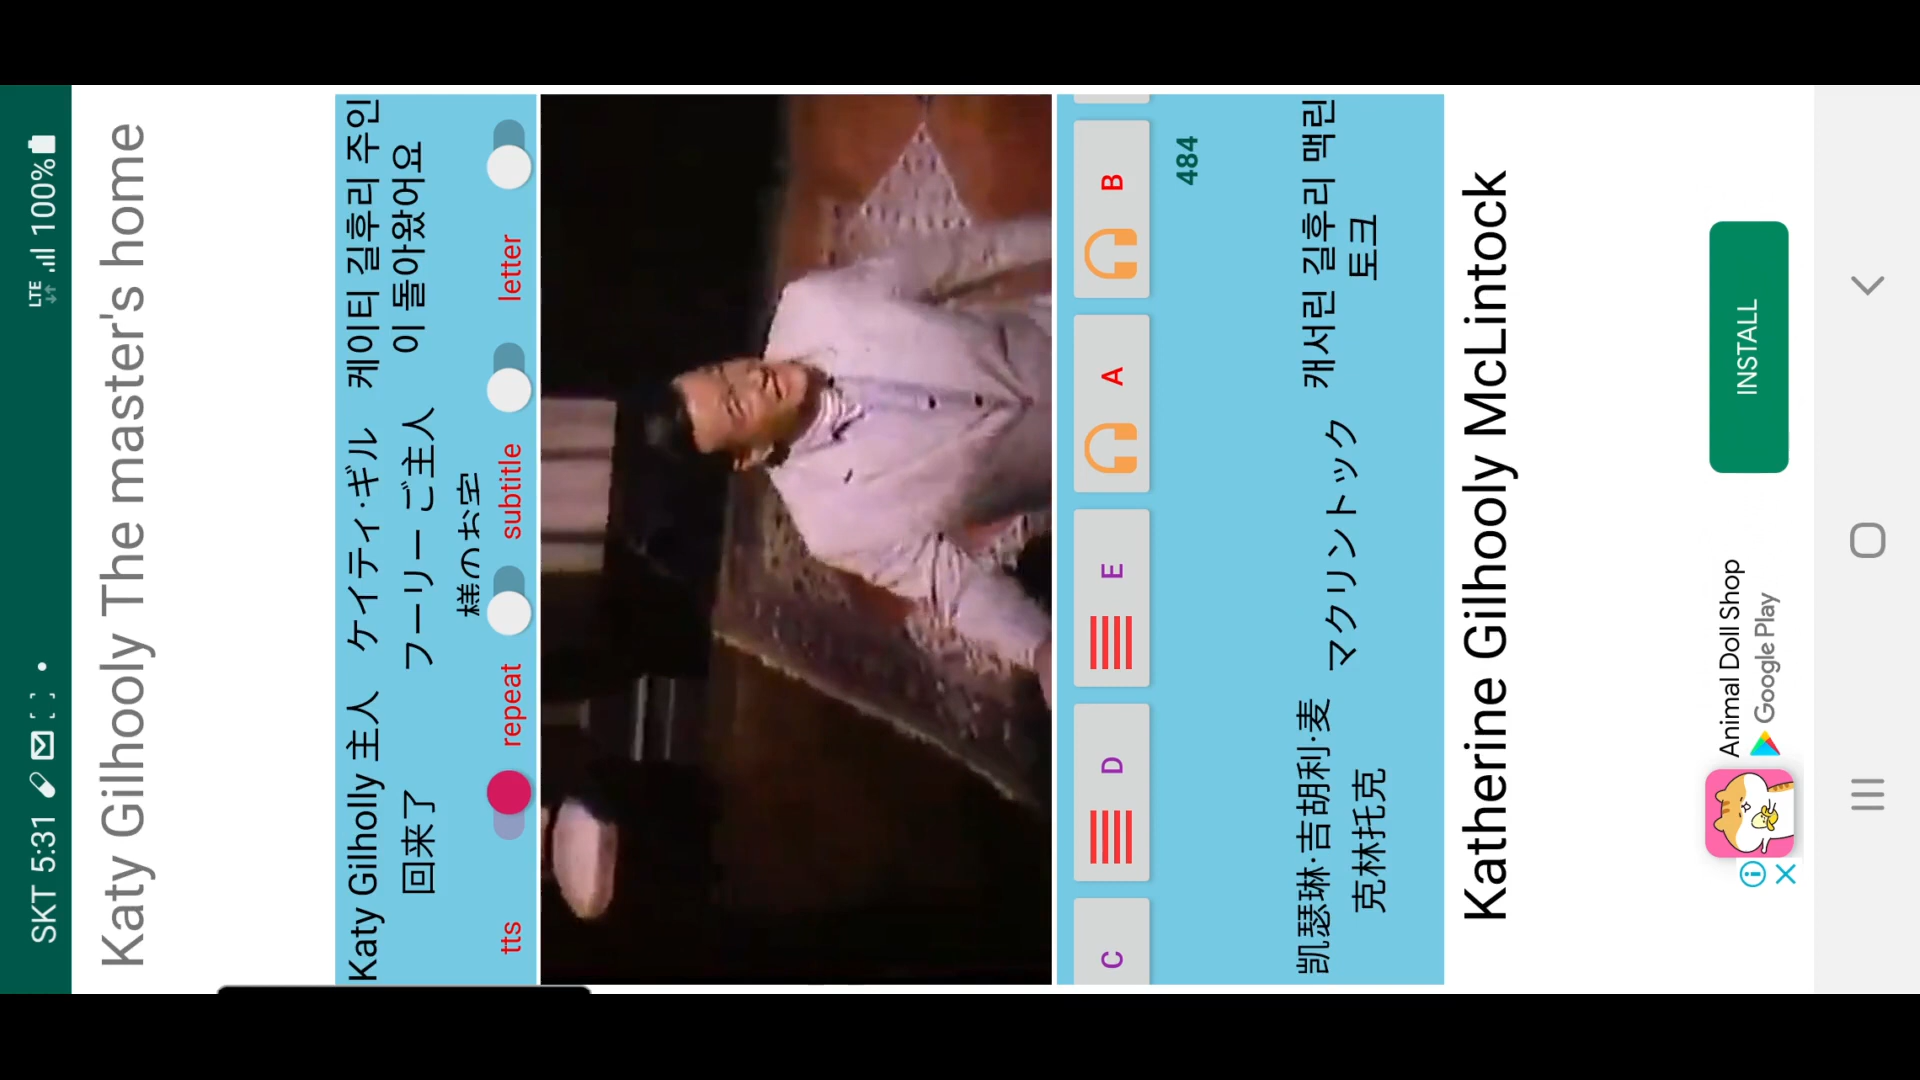 SKT 5:31
LTE
100%
Katy Gilhooly The master's home
Katy Gilholly 主人
回来了
ケイティ·ギル
フーリー ご主人
様のお宅
케이티 길후리 주인
이 돌아왔어요
tts
repeat
subtitle
letter
C
D
E
A
B
484
凯瑟琳·吉胡利·麦
克林托克
マクリントック
캐서린 길후리 맥린
토크
Katherine Gilhooly McLintock
Animal Doll Shop
Google Play
INSTALL